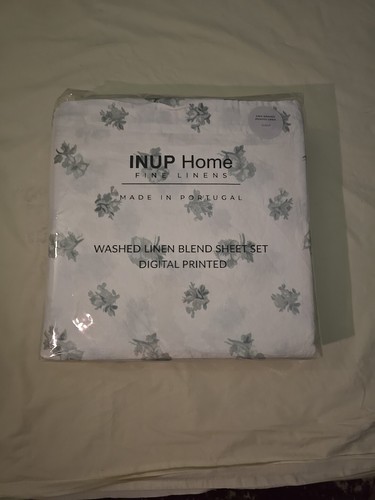 INUP Home
FINE LINENS
MADE IN PORTUGAL
WASHED LINEN BLEND SHEET SET
DIGITAL PRINTED